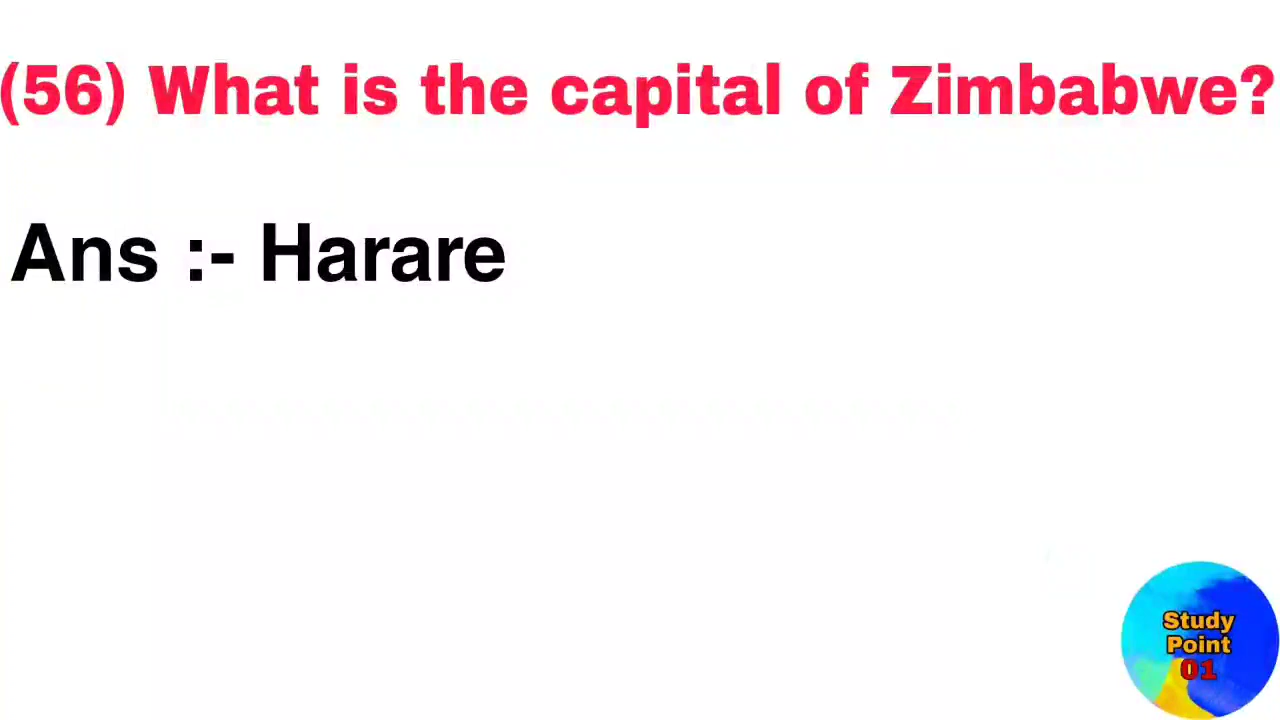 (56) What is the capital of Zimbabwe?
Ans :- Harare
Study
Point
01